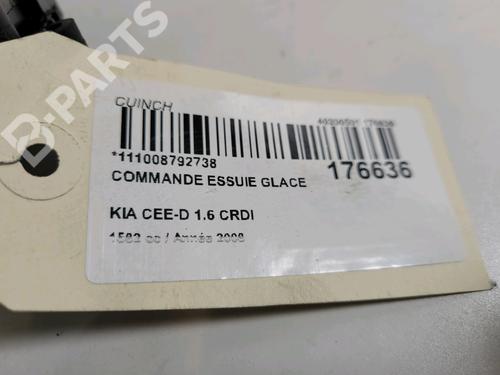 B-PARTS
CUINCH
*111008792738
176636
COMMANDE ESSUIE GLACE
KIA CEE-D 1.6 CRDI
1582 cc / Année 2008